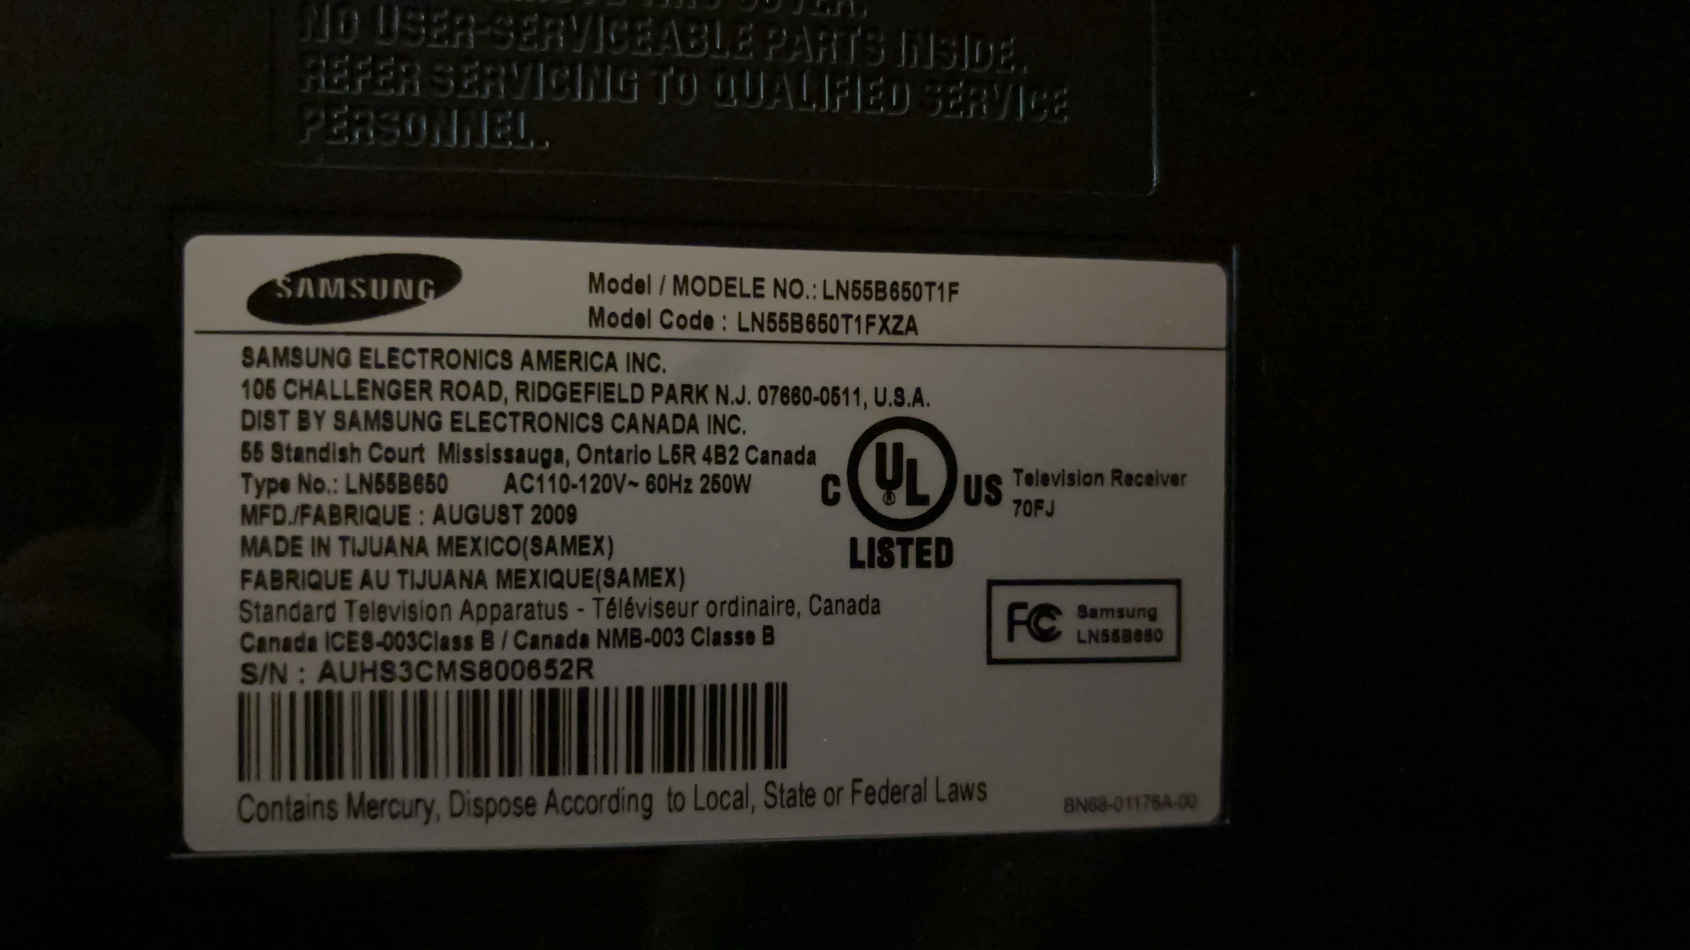 THIS COVER.
NO USER-SERVICEABLE PARTS INSIDE.
REFER SERVICING TO QUALIFIED SERVICE
PERSONNEL.
SAMSUNG
Model / MODELE NO.: LN55B650T1F
Model Code : LN55B650T1FXZA
SAMSUNG ELECTRONICS AMERICA INC.
105 CHALLENGER ROAD, RIDGEFIELD PARK N.J. 07660-0511, U.S.A.
DIST BY SAMSUNG ELECTRONICS CANADA INC.
55 Standish Court Mississauga, Ontario L5R 4B2 Canada
Type No.: LN55B650 AC110-120V~ 60Hz 250W
MFD./FABRIQUE : AUGUST 2009
MADE IN TIJUANA MEXICO(SAMEX)
FABRIQUE AU TIJUANA MEXIQUE(SAMEX)
Standard Television Apparatus - Téléviseur ordinaire, Canada
Canada ICES-003Class B / Canada NMB-003 Classe B
S/N : AUHS3CMS800652R
C UL ® US
LISTED
Television Receiver
70FJ
FC Samsung
LN55B650
Contains Mercury, Dispose According to Local, State or Federal Laws
BN68-01176A-00